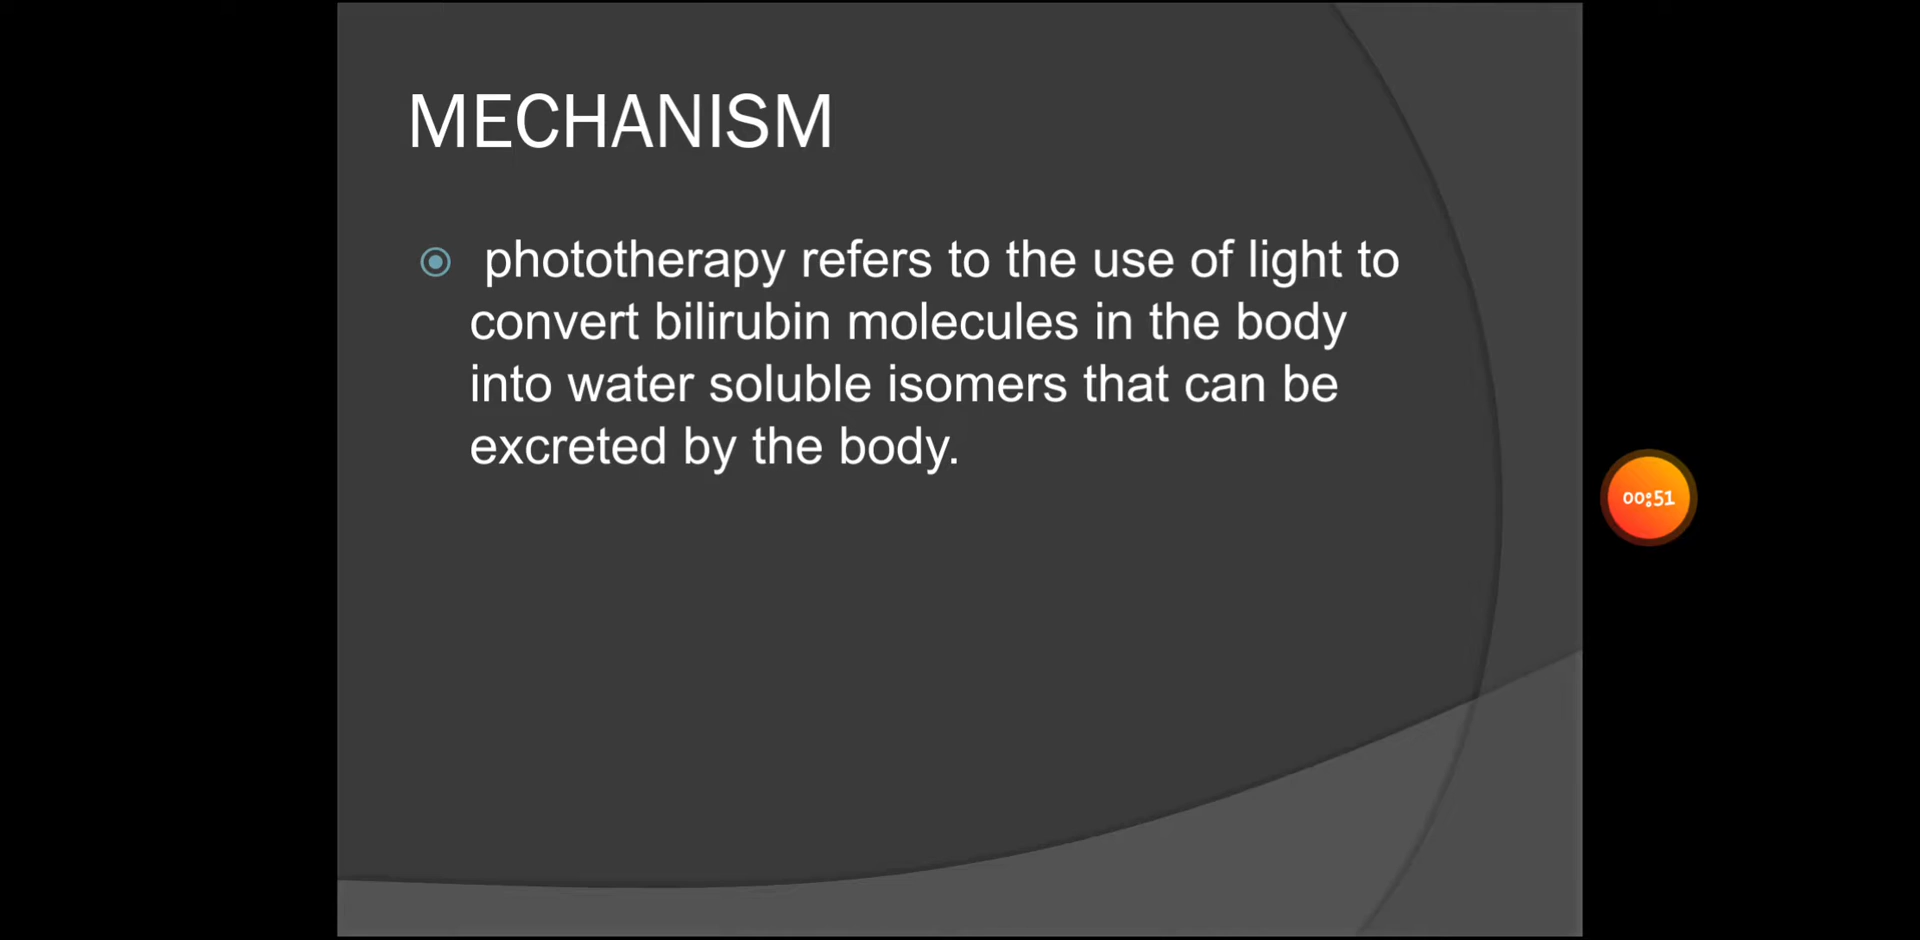 MECHANISM
phototherapy refers to the use of light to
convert bilirubin molecules in the body
into water soluble isomers that can be
excreted by the body.
00:51